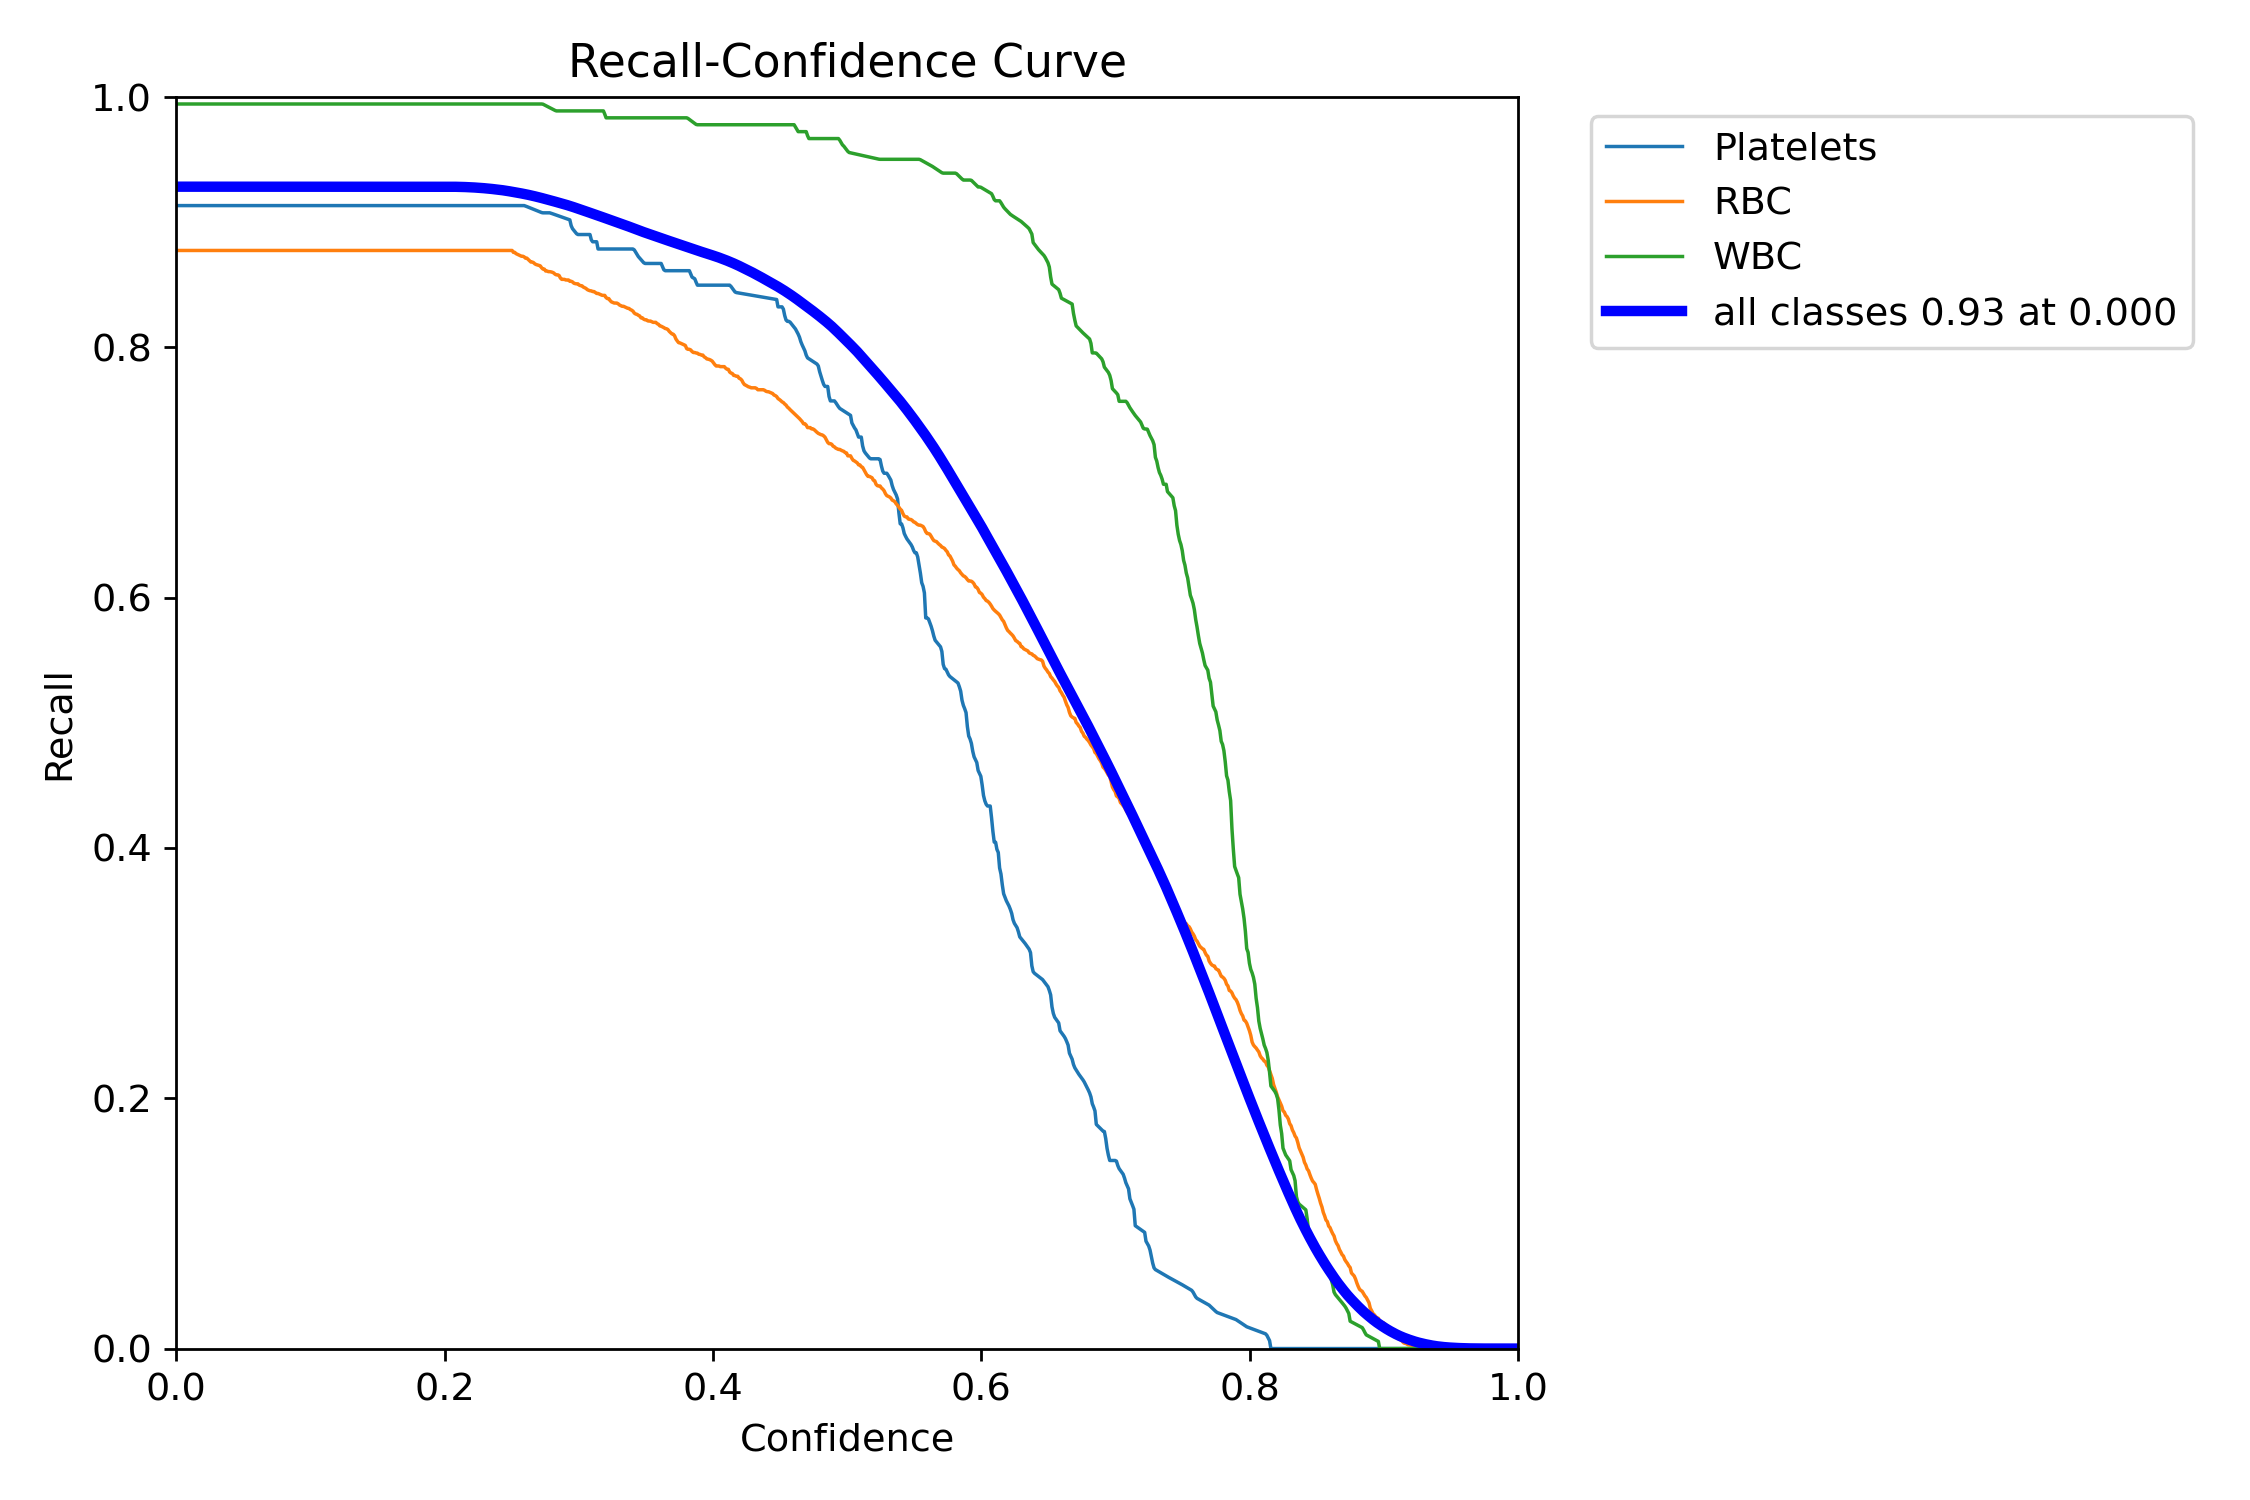 Recall-Confidence Curve
1.0
0.8
0.6
0.4
0.2
0.0
Recall
0.0 0.2 0.4 0.6 0.8 1.0
Confidence
Platelets
RBC
WBC
all classes 0.93 at 0.000